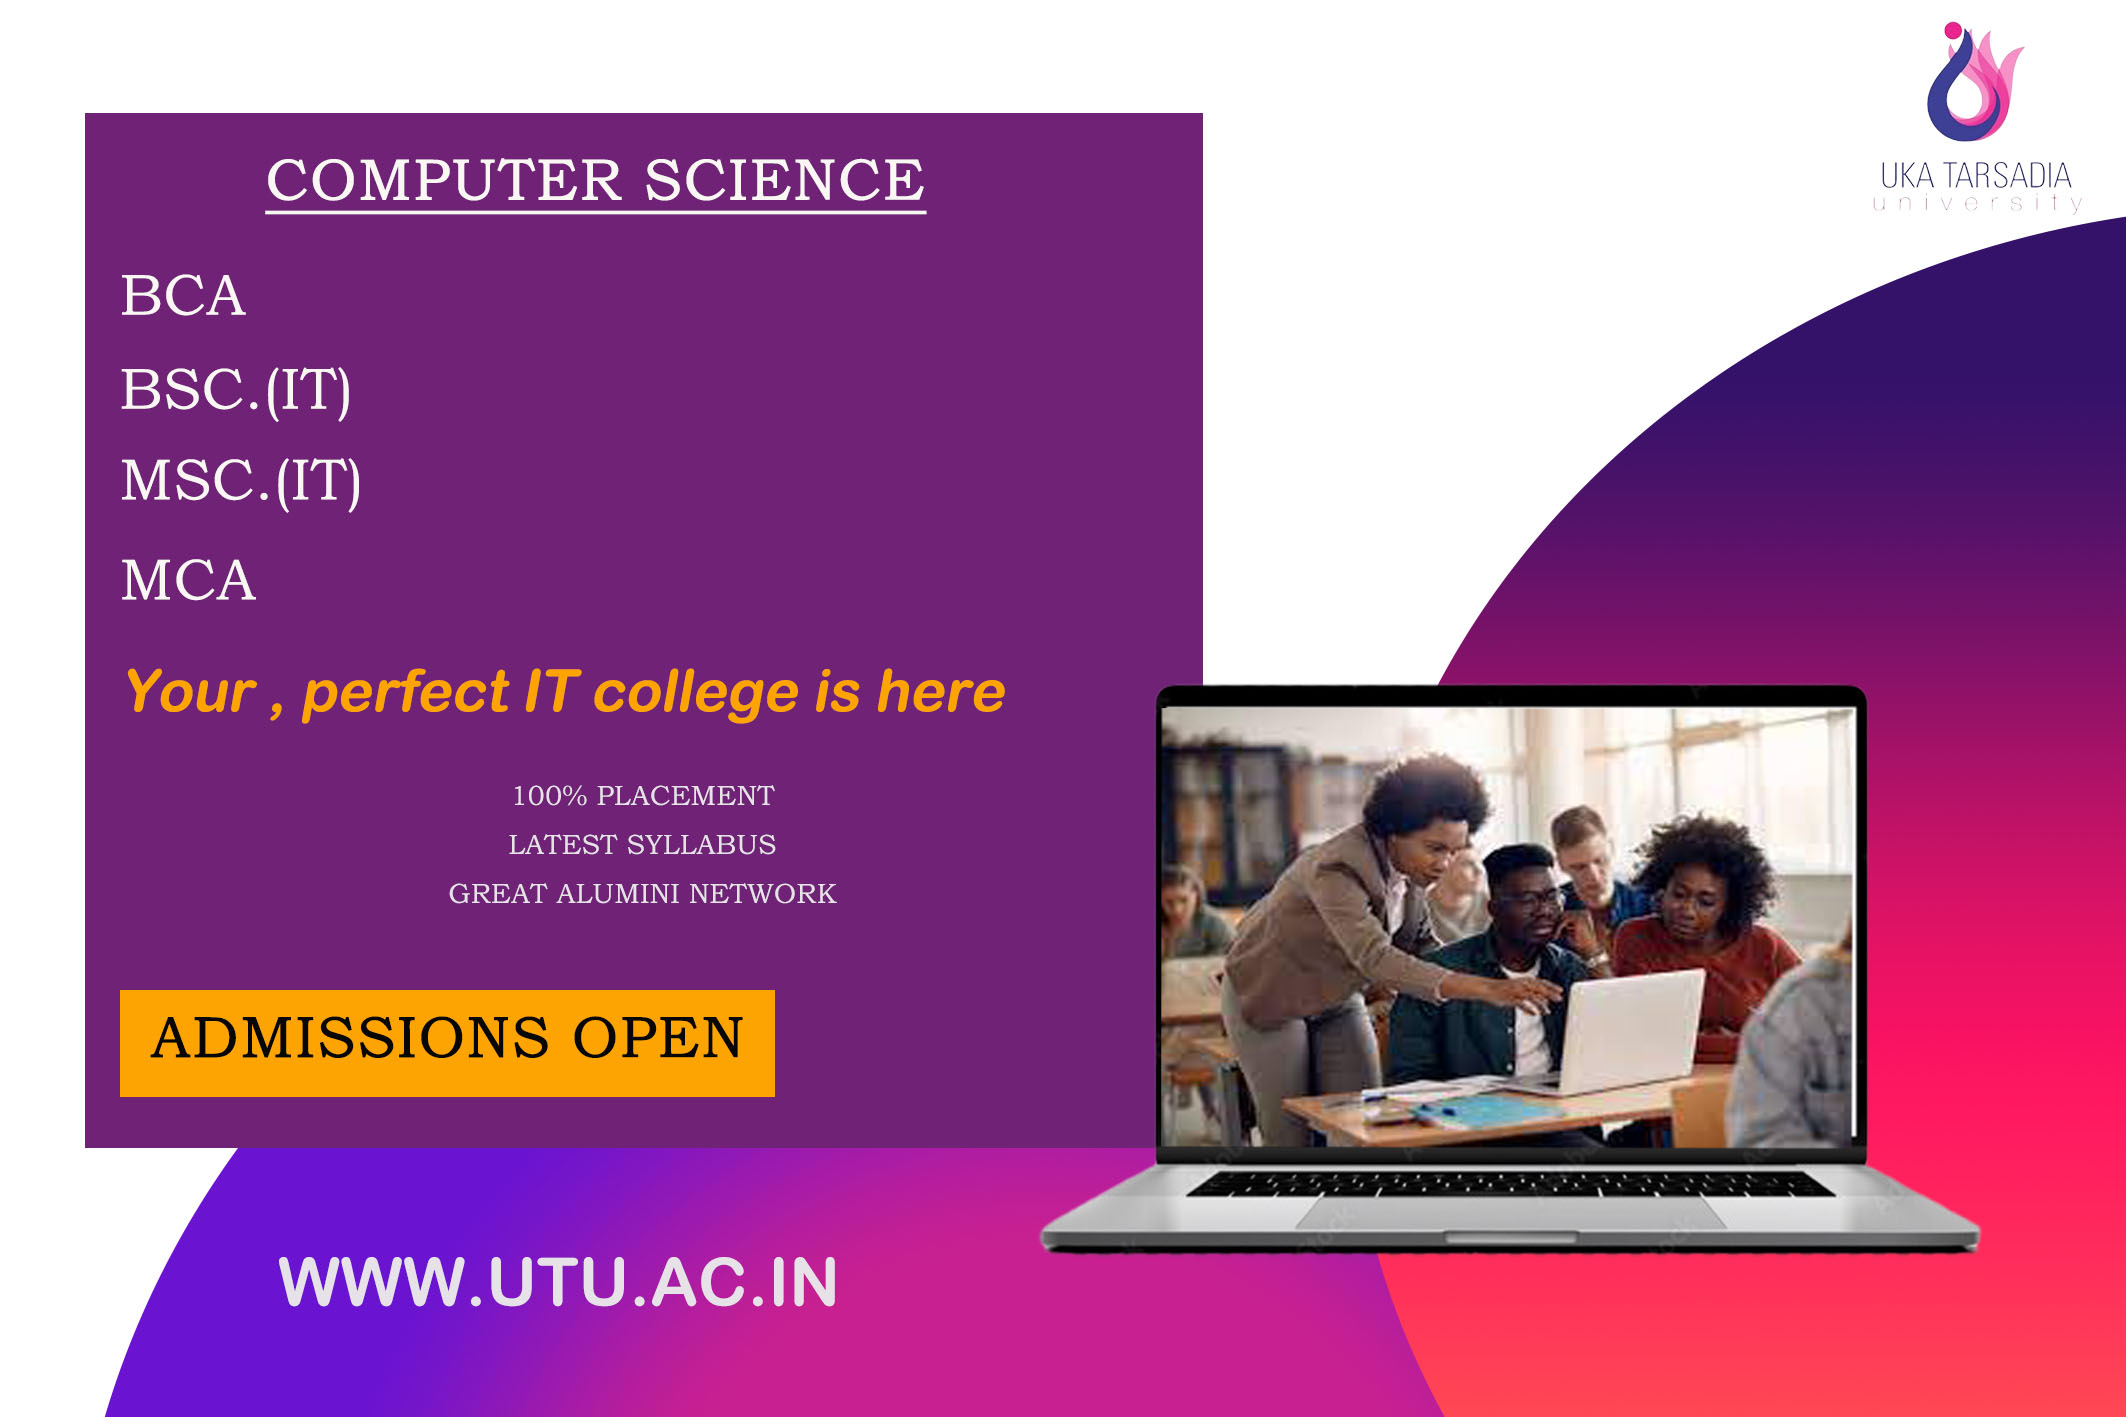 UKA TARSADIA
university
COMPUTER SCIENCE
BCA
BSC.(IT)
MSC.(IT)
MCA
Your , perfect IT college is here
100% PLACEMENT
LATEST SYLLABUS
GREAT ALUMINI NETWORK
ADMISSIONS OPEN
WWW.UTU.AC.IN